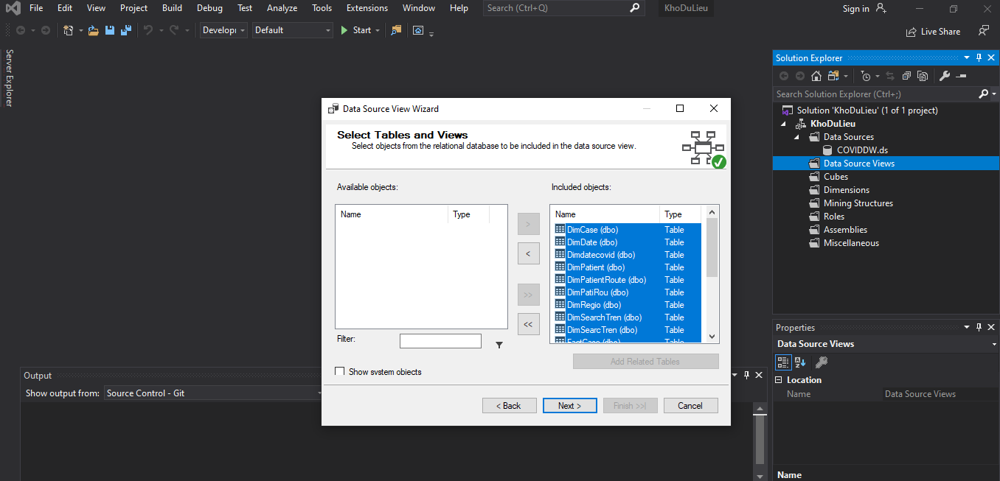 File Edit View Project Build Debug Test Analyze Tools Extensions Window Help Search (Ctrl+Q) KhoDuLieu Sign in
Develop Default Start Live Share
Server Explorer
Solution Explorer
Search Solution Explorer (Ctrl+;)
Solution 'KhoDuLieu' (1 of 1 project)
KhoDuLieu
Data Sources
COVIDDW.ds
Data Source Views
Cubes
Dimensions
Mining Structures
Roles
Assemblies
Miscellaneous
Data Source View Wizard
Select Tables and Views
Select objects from the relational database to be included in the data source view.
Available objects: Included objects:
Name Type Name Type
DimCase (dbo) Table
DimDate (dbo) Table
Dimdatecovid (dbo) Table
DimPatient (dbo) Table
DimPatientRoute (dbo) Table
DimPatiRou (dbo) Table
DimRegio (dbo) Table
DimSearchTren (dbo) Table
DimSearcTren (dbo) Table
FactCase (dbo) Table
>
<
>>
<<
Filter:
Add Related Tables
Show system objects
< Back Next > Finish >>| Cancel
Output
Show output from: Source Control - Git
Properties
Data Source Views
Location
Name Data Source Views
Name